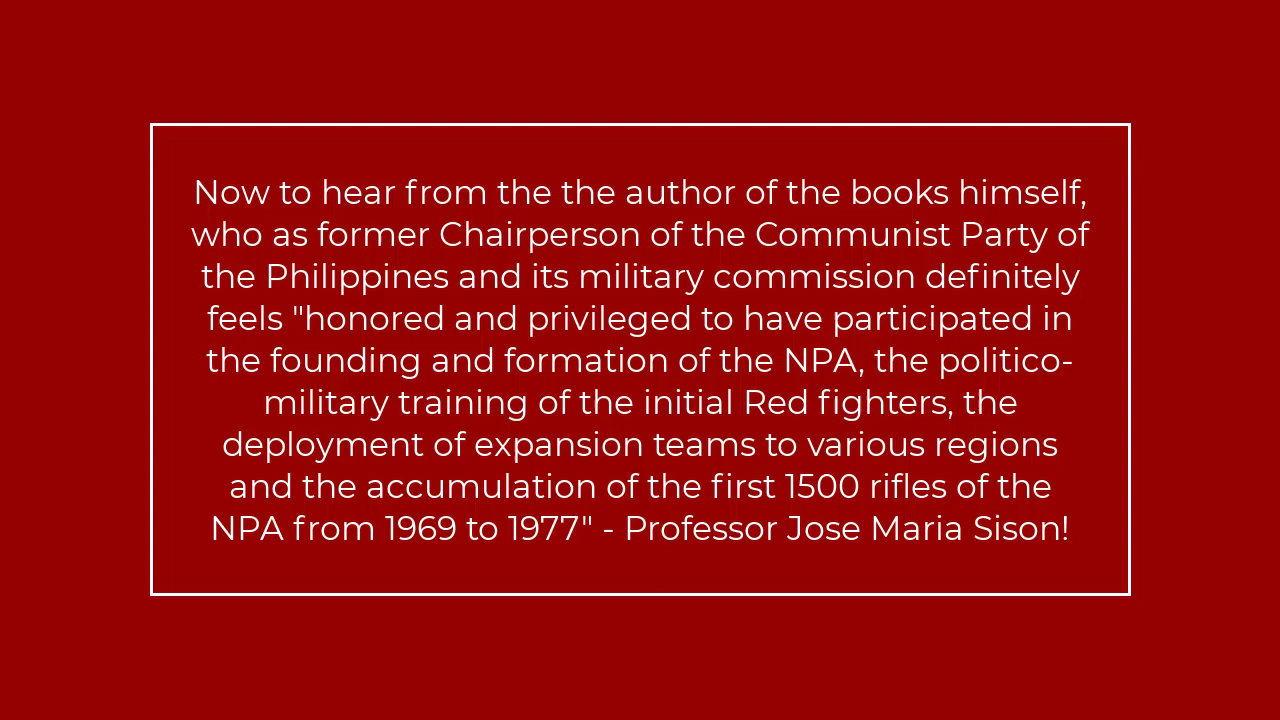 Now to hear from the the author of the books himself,
who as former Chairperson of the Communist Party of
the Philippines and its military commission definitely
feels "honored and privileged to have participated in
the founding and formation of the NPA, the politico-
military training of the initial Red fighters, the
deployment of expansion teams to various regions
and the accumulation of the first 1500 rifles of the
NPA from 1969 to 1977" - Professor Jose Maria Sison!